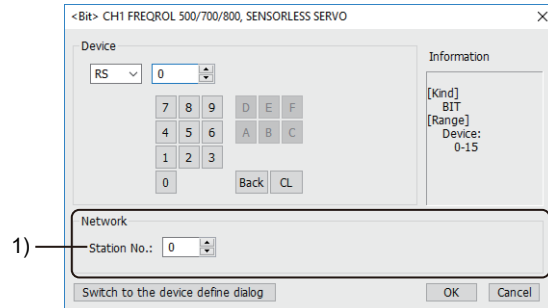 <Bit> CH1 FREQROL 500/700/800, SENSORLESS SERVO
Device
RS 0
7 8 9 D E F
4 5 6 A B C
1 2 3
0 Back CL
Information
[Kind]
BIT
[Range]
Device:
0-15
Network
1) Station No.: 0
Switch to the device define dialog OK Cancel